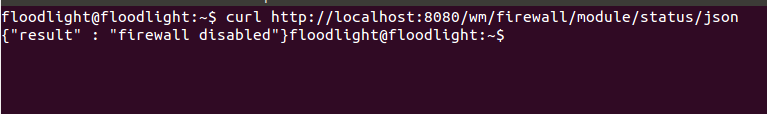 floodlight@floodlight:~$ curl http://localhost:8080/wm/firewall/module/status/json
{"result" : "firewall disabled"}floodlight@floodlight:~$